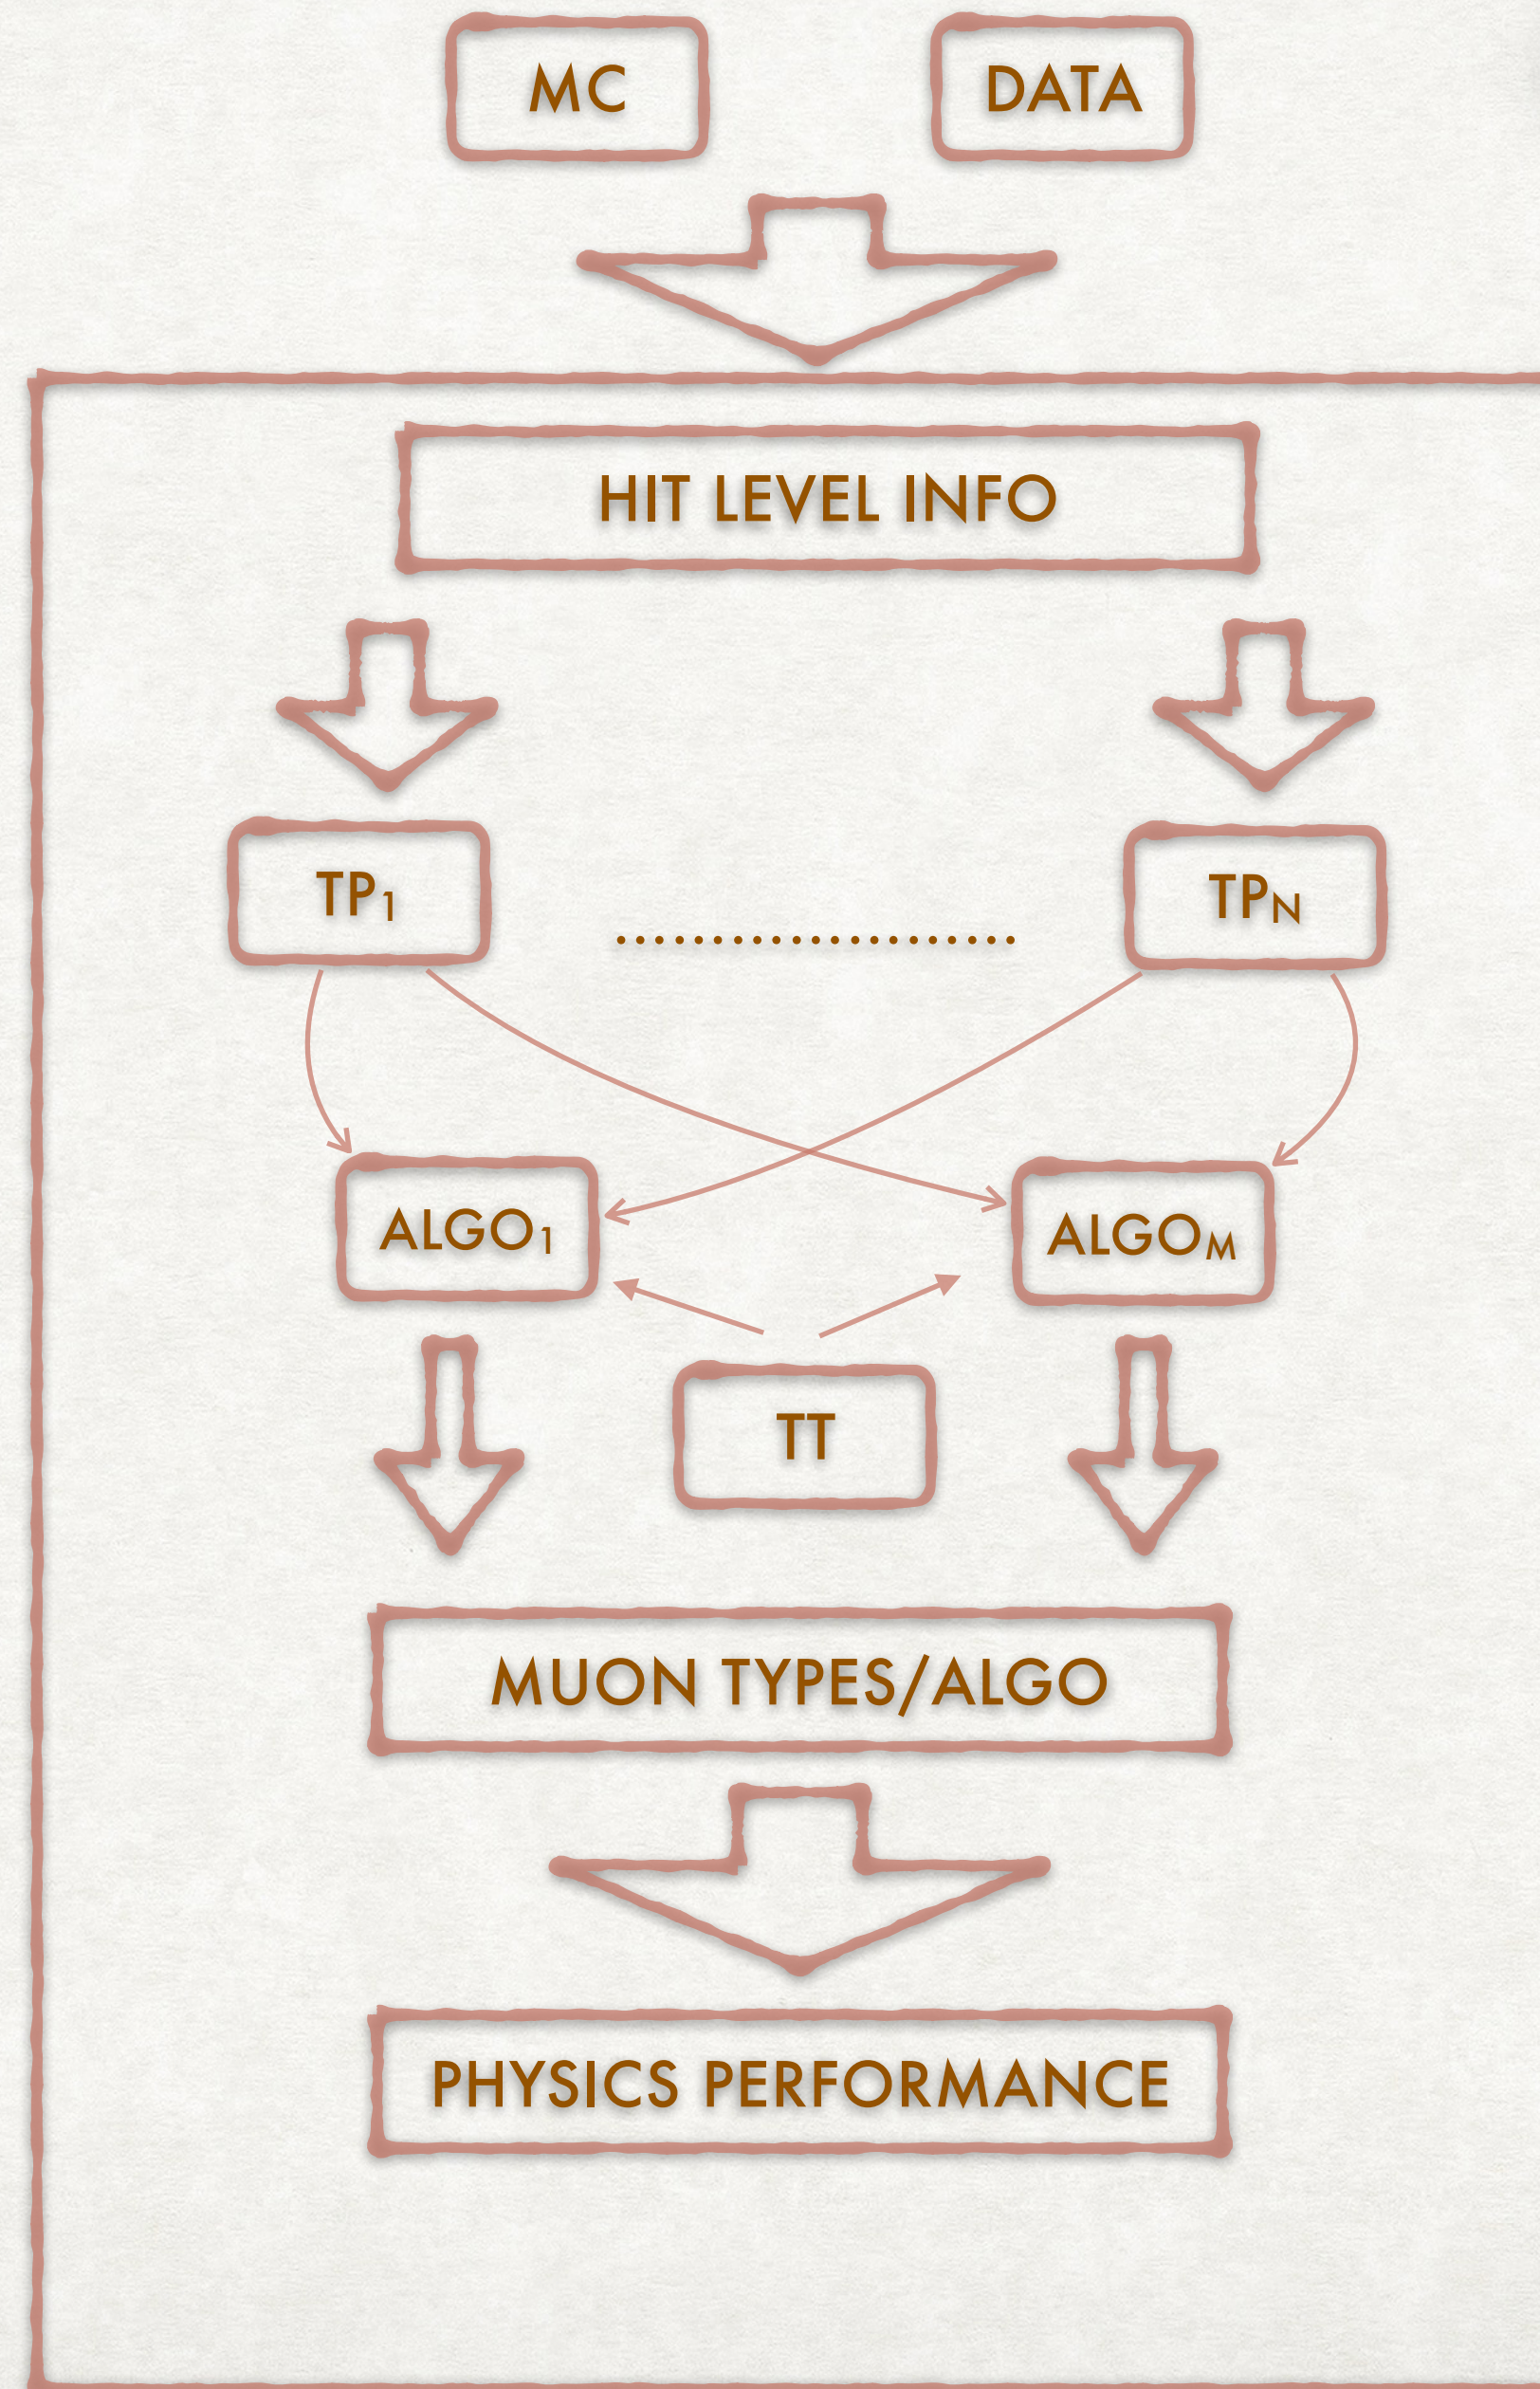 MC
DATA
HIT LEVEL INFO
TP₁
TPN
ALGO₁
ALGOM
TT
MUON TYPES/ALGO
PHYSICS PERFORMANCE